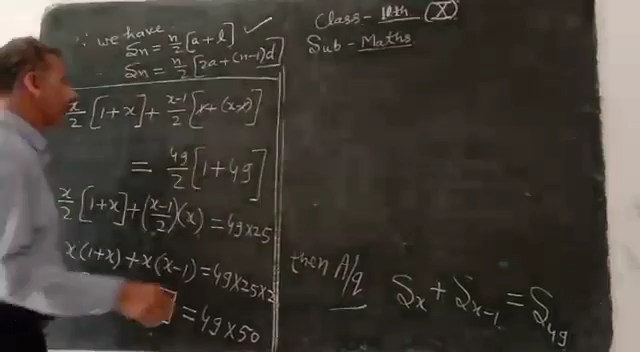 ∵ we have
Sn = n/2 [a + l] ✓
Sn = n/2 [2a + (n-1)d]
x/2 [1+x] + x-1/2 [x + (x-x)]
= 49/2 [1 + 49]
x/2 [1+x] + (x-1/2)(x) = 49×25
x(1+x) + x(x-1) = 49×25×2
] = 49×50
Class - 10th (X)
Sub - Maths
then A/q Sx + Sx-1 = S49